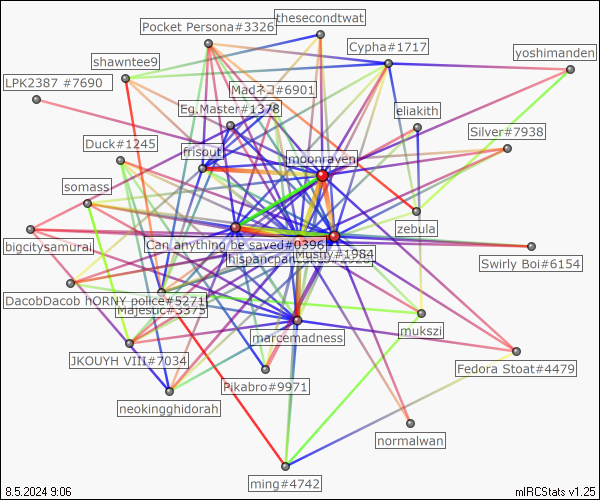 thesecondtwat
Pocket Persona#3326
Cypha#1717
yoshimanden
shawntee9
LPK2387 #7690
Madネコ#6901
Eg.Master#1378
eliakith
Silver#7938
Duck#1245
frisout
moonraven
somass
zebula
bigcitysamurai
Can anything be saved#0396
Mushy#1984
hispancpan
Swirly Boi#6154
DacobDacob hORNY police#5271
Majestic#3375
mukszi
marcemadness
JKOUYH VIII#7034
Fedora Stoat#4479
Pikabro#9971
neokingghidorah
normalwan
ming#4742
8.5.2024 9:06
mIRCStats v1.25